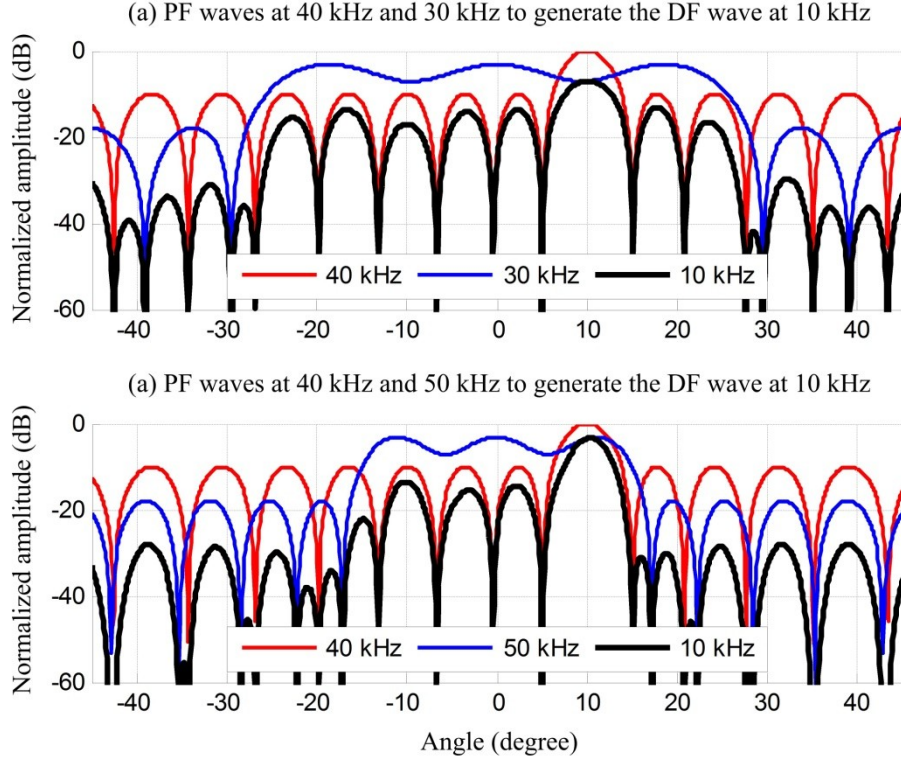 (a) PF waves at 40 kHz and 30 kHz to generate the DF wave at 10 kHz
Normalized amplitude (dB)
0
-20
-40
-60
40 kHz 30 kHz 10 kHz
-40 -30 -20 -10 0 10 20 30 40
(a) PF waves at 40 kHz and 50 kHz to generate the DF wave at 10 kHz
Normalized amplitude (dB)
0
-20
-40
-60
40 kHz 50 kHz 10 kHz
-40 -30 -20 -10 0 10 20 30 40
Angle (degree)